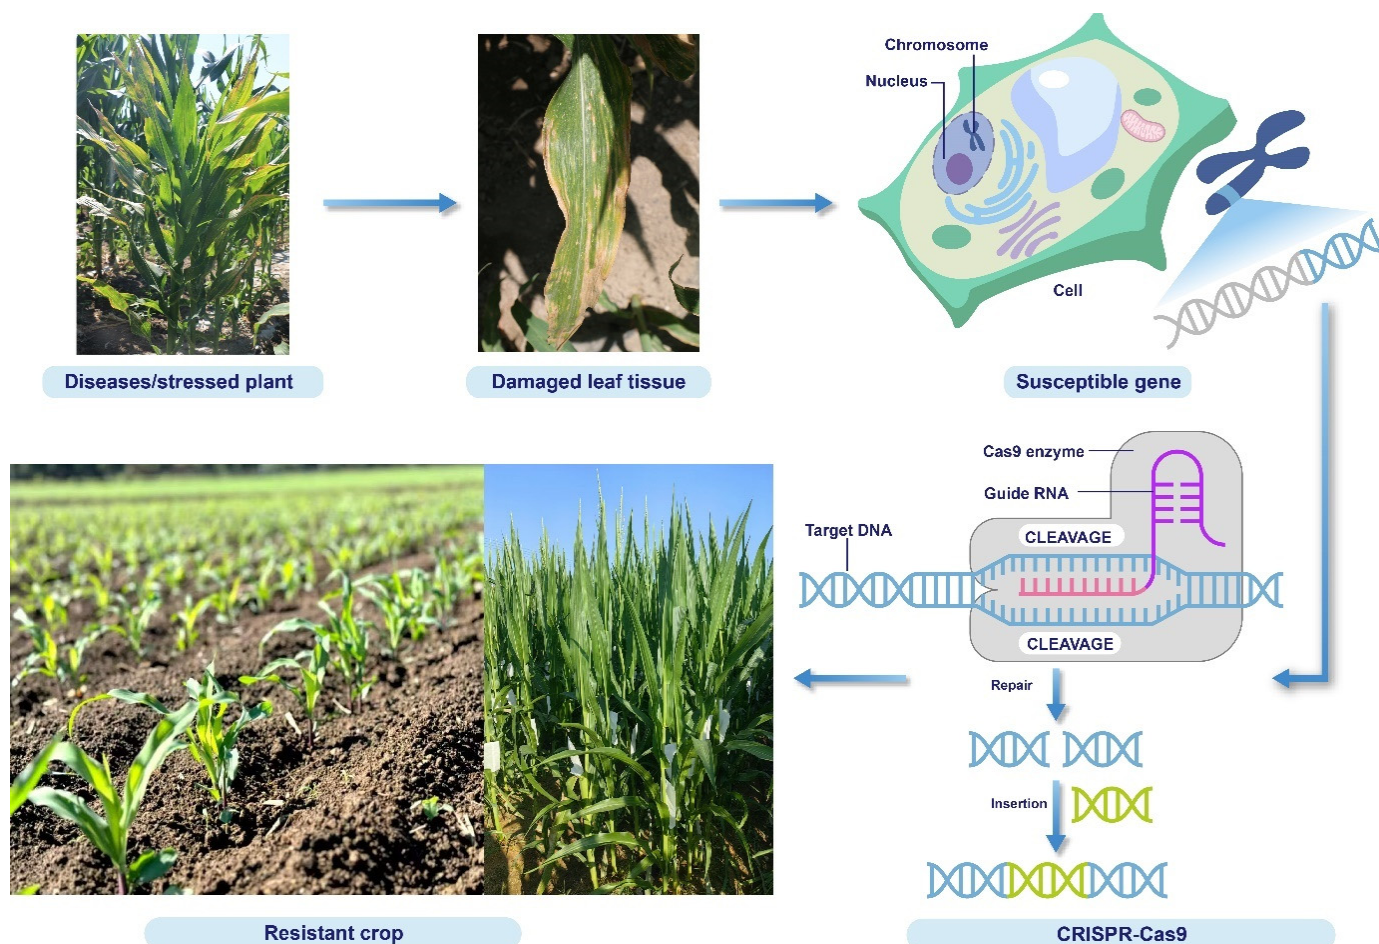 Chromosome
Nucleus
Cell
Diseases/stressed plant
Damaged leaf tissue
Susceptible gene
Cas9 enzyme
Guide RNA
Target DNA
CLEAVAGE
CLEAVAGE
Repair
Insertion
Resistant crop
CRISPR-Cas9